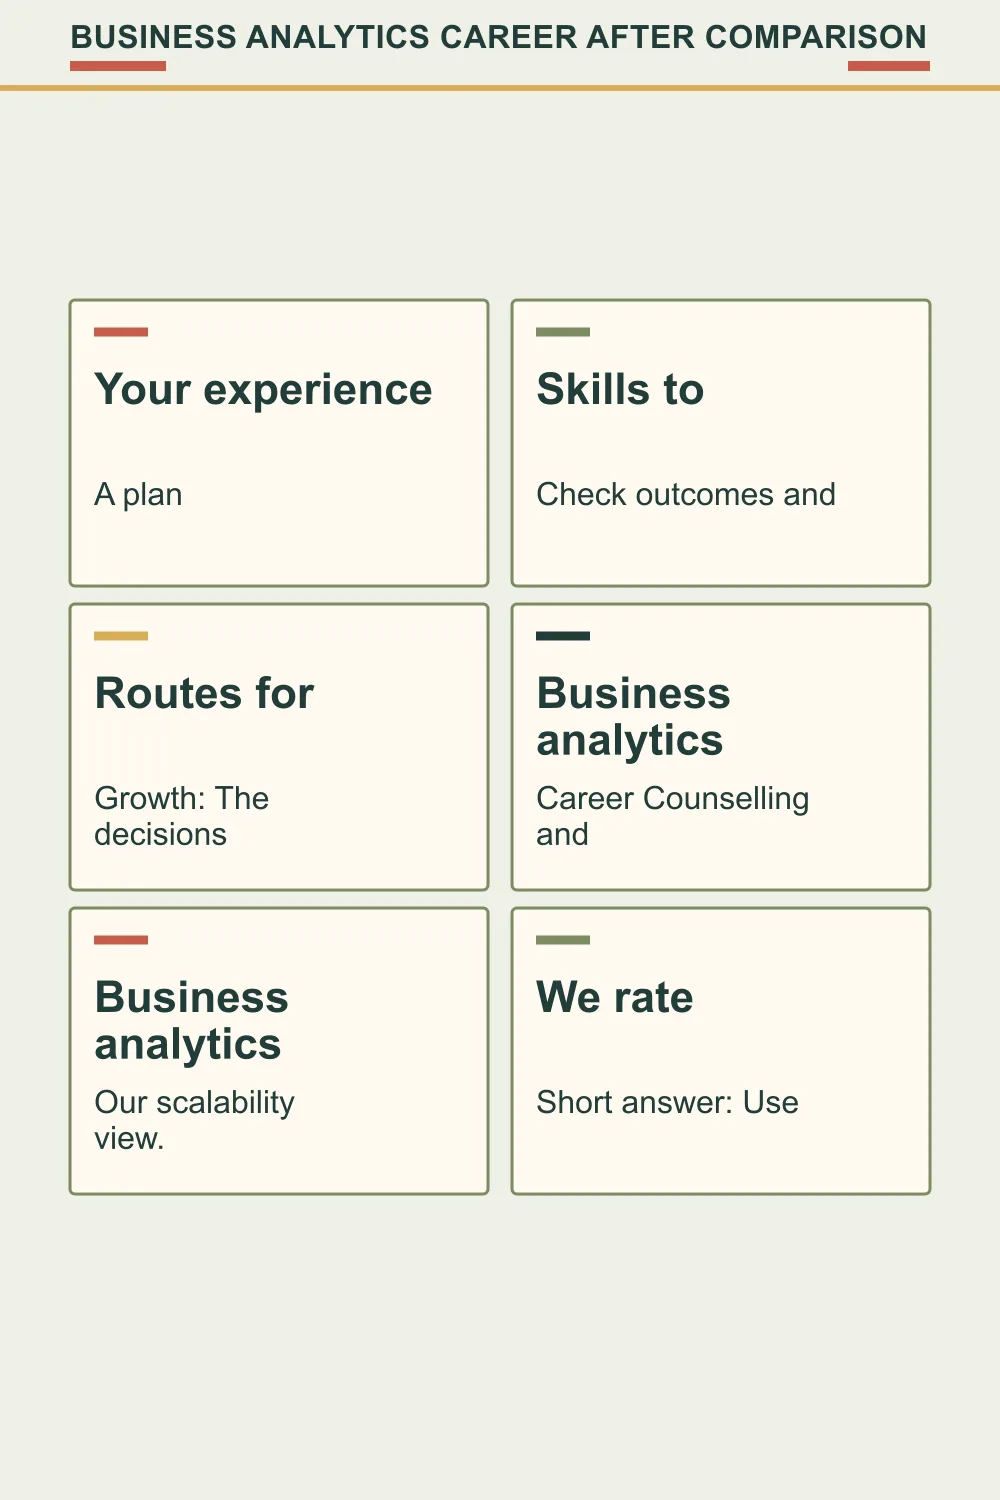 BUSINESS ANALYTICS CAREER AFTER COMPARISON
Your experience
A plan
Skills to
Check outcomes and
Routes for
Growth: The
decisions
Business
analytics
Career Counselling
and
Business
analytics
Our scalability
view.
We rate
Short answer: Use